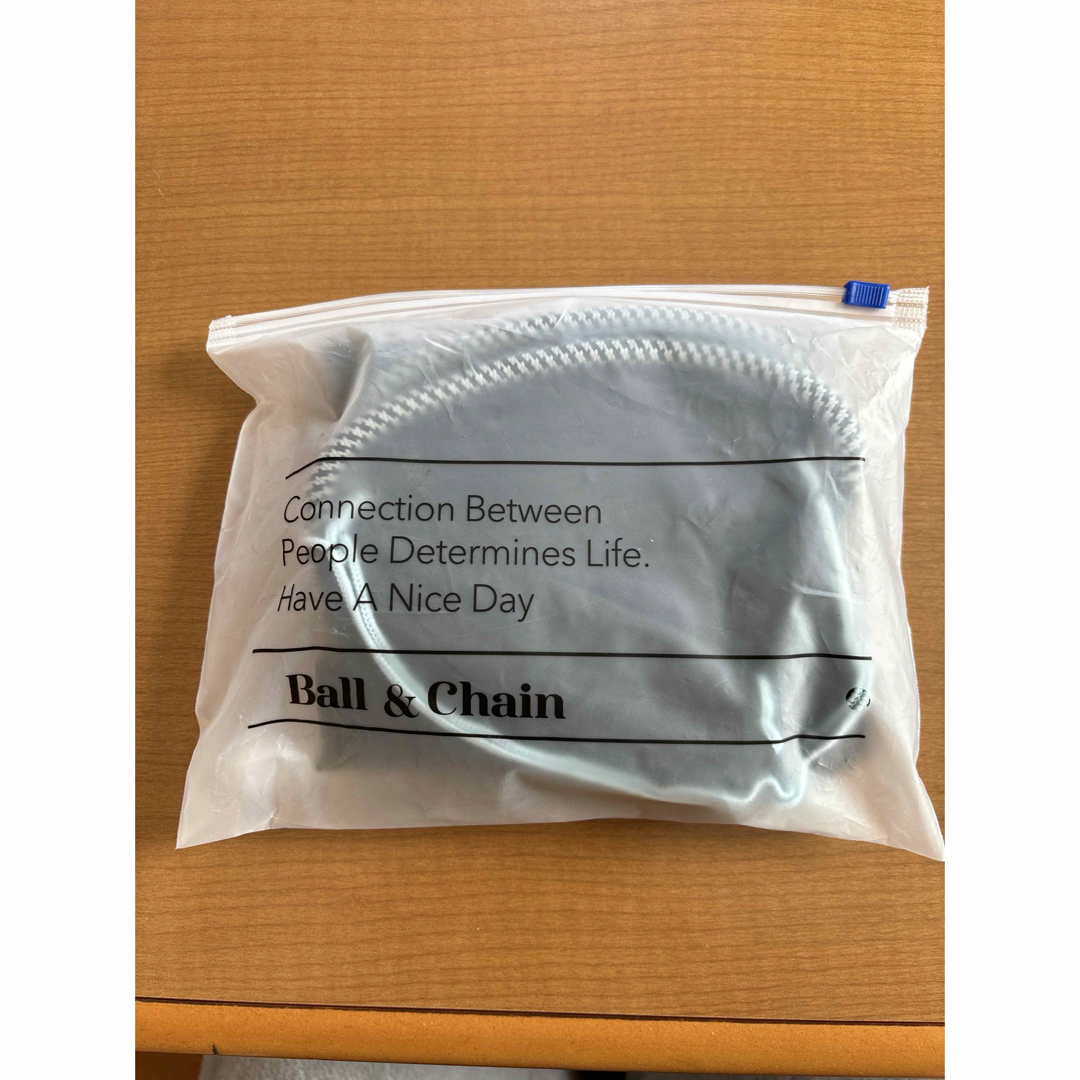 Connection Between
People Determines Life.
Have A Nice Day
Ball & Chain